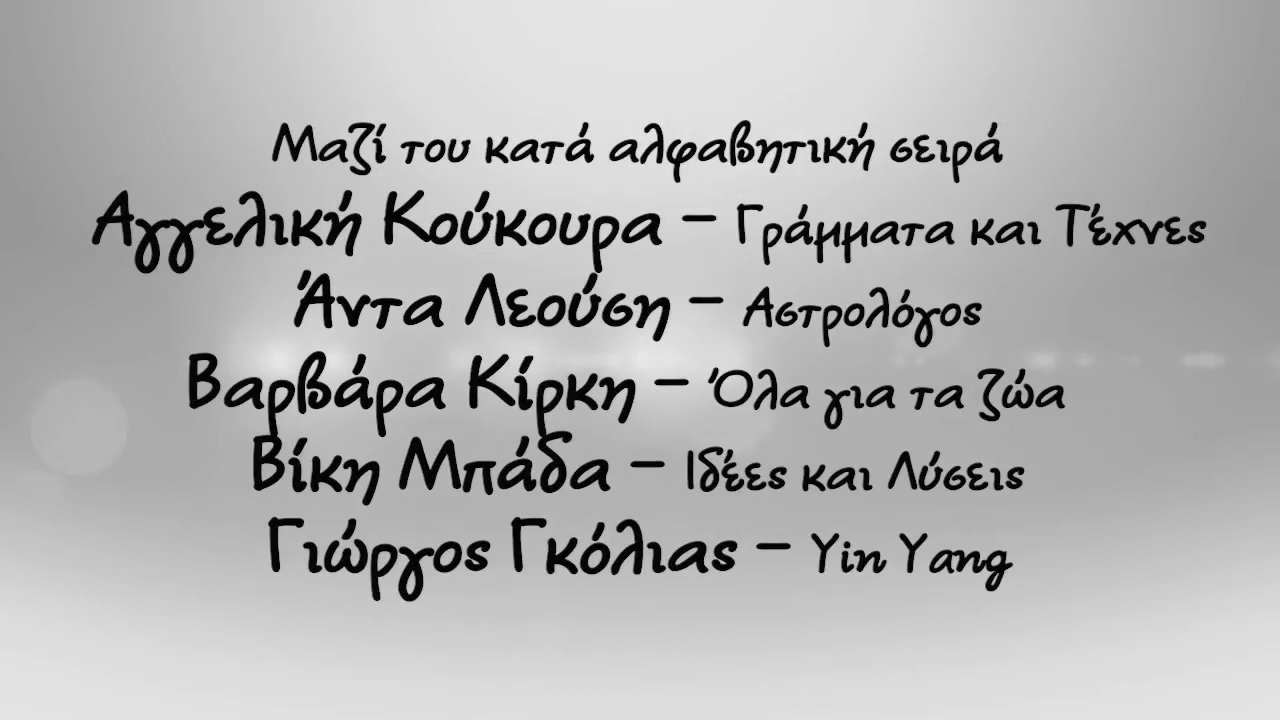 Μαζί του κατά αλφαβητική σειρά
Αγγελική Κούκουρα – Γράμματα και Τέχνες
Άντα Λεούση – Αστρολόγος
Βαρβάρα Κίρκη – Όλα για τα ζώα
Βίκη Μπάδα – Ιδέες και Λύσεις
Γιώργος Γκόλιας – Yin Yang